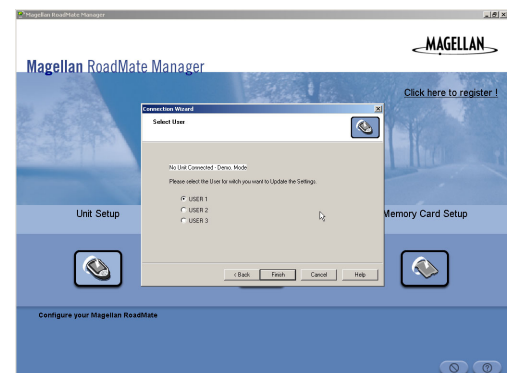 Magellan RoadMate Manager
MAGELLAN
Magellan RoadMate Manager
Click here to register !
Connection Wizard
Select User
No Unit Connected - Demo. Mode
Please select the User for witch you want to Update the Settings.
USER 1
USER 2
USER 3
Unit Setup
Memory Card Setup
< Back
Finish
Cancel
Help
Configure your Magellan RoadMate